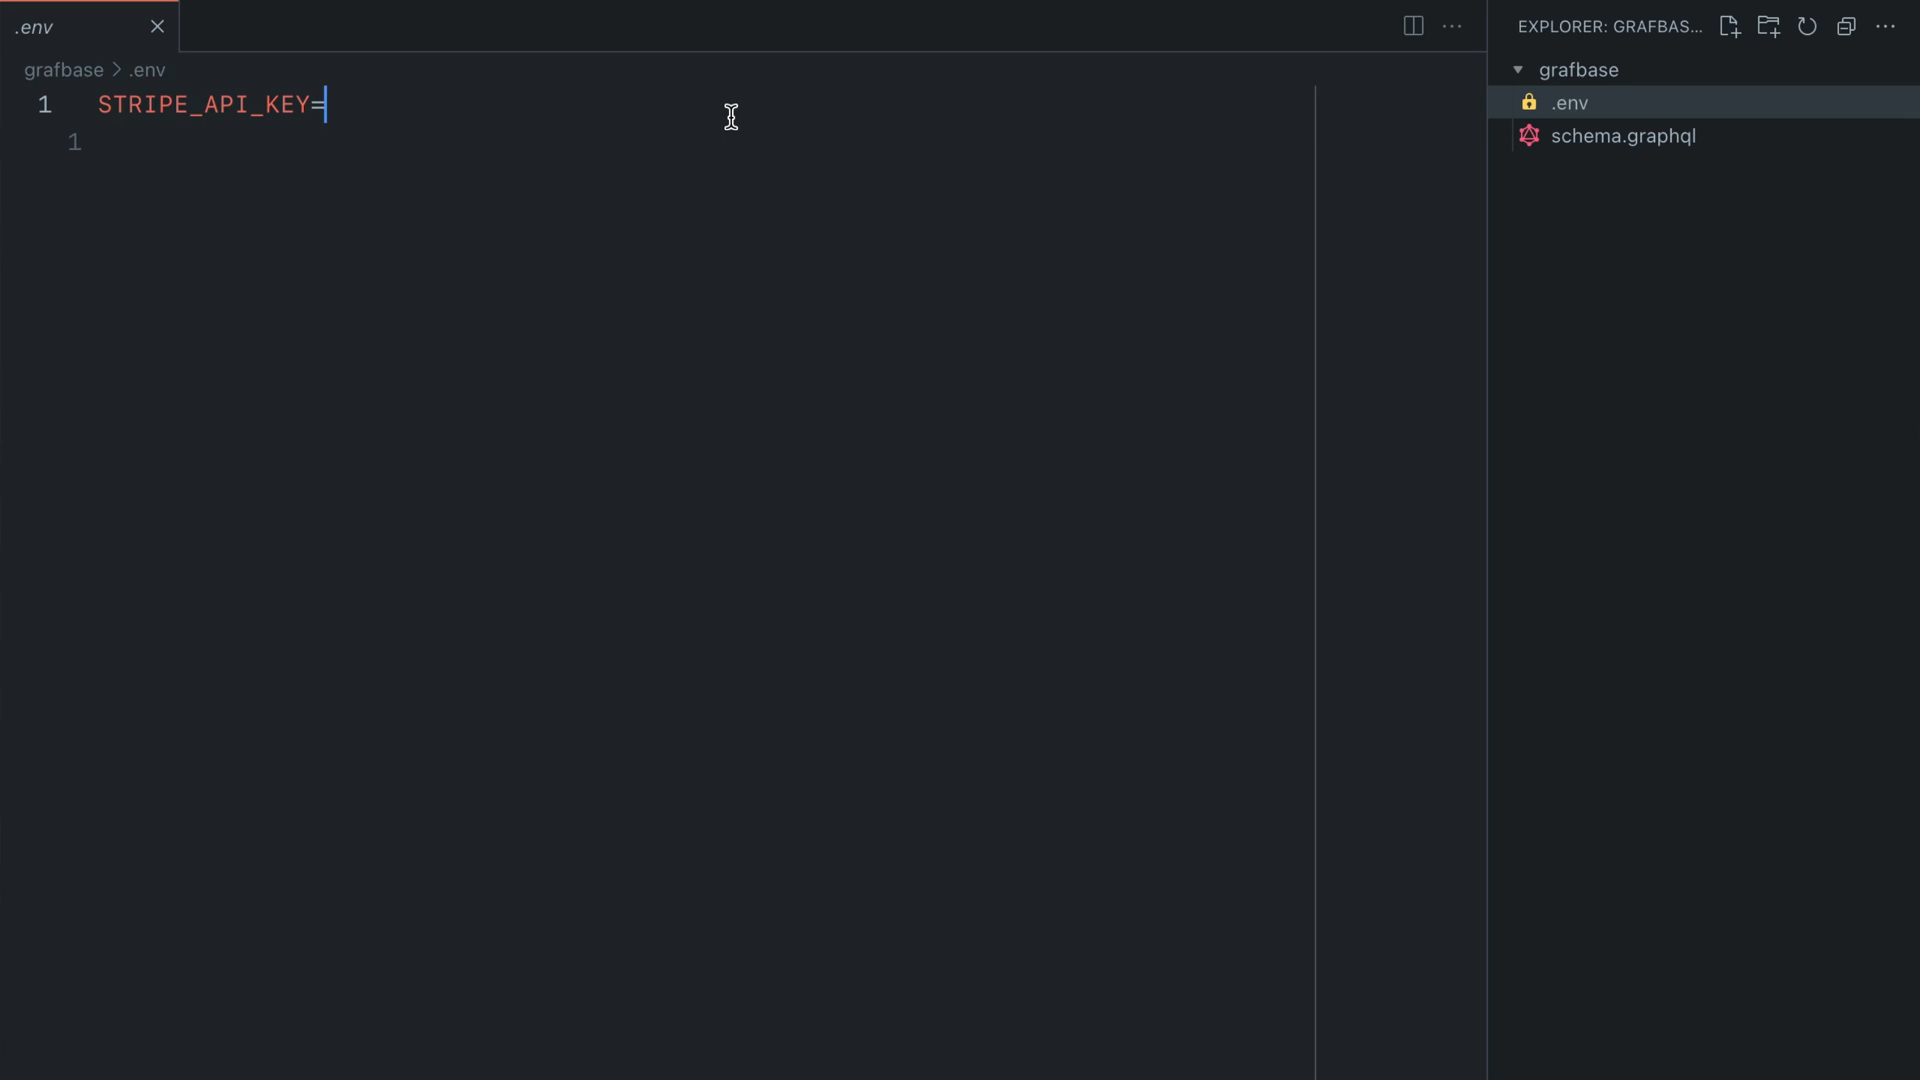 .env
EXPLORER: GRAFBAS...
grafbase > .env
grafbase
1 STRIPE_API_KEY=
.env
1
schema.graphql